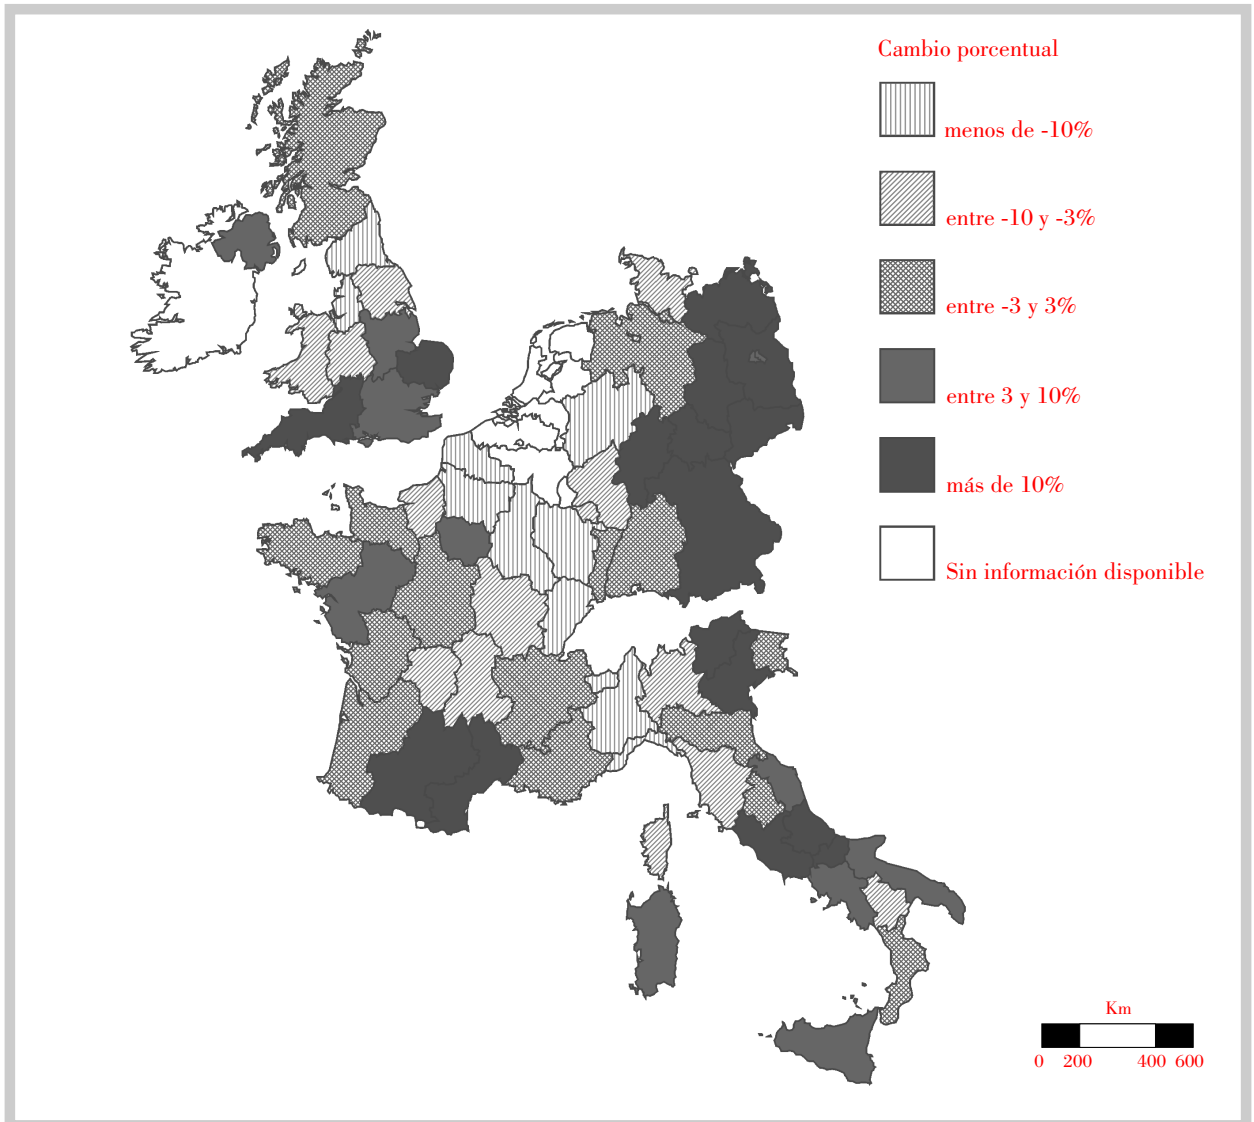 Cambio porcentual
menos de -10%
entre -10 y -3%
entre -3 y 3%
entre 3 y 10%
más de 10%
Sin información disponible
Km
0 200 400 600